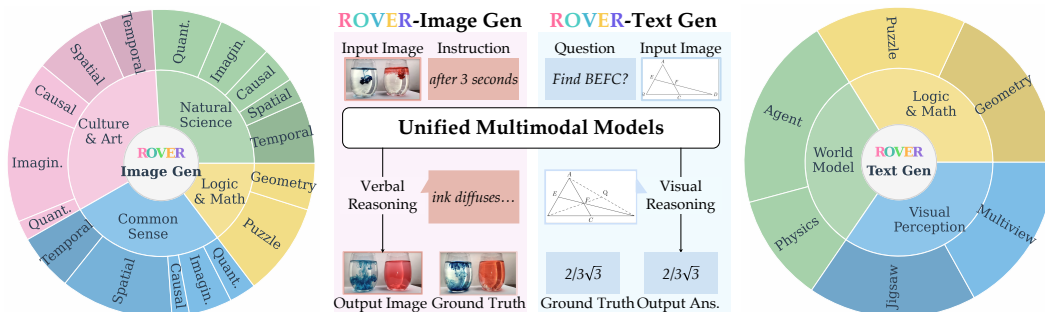 Temporal
Quant.
Imagin.
Causal
Spatial
Temporal
Natural
Science
Geometry
Puzzle
Logic
& Math
Quant.
Imagin.
Causal
Spatial
Temporal
Common
Sense
Quant.
Imagin.
Causal
Spatial
Culture
& Art
ROVER
Image Gen
ROVER-Image Gen
Input Image
Instruction
after 3 seconds
ROVER-Text Gen
Question
Input Image
Find BEFC?
Unified Multimodal Models
Verbal
Reasoning
ink diffuses…
Visual
Reasoning
Output Image
Ground Truth
2/3√3
2/3√3
Ground Truth
Output Ans.
Puzzle
Geometry
Logic
& Math
Agent
World
Model
Physics
ROVER
Text Gen
Visual
Perception
Multiview
Jigsaw